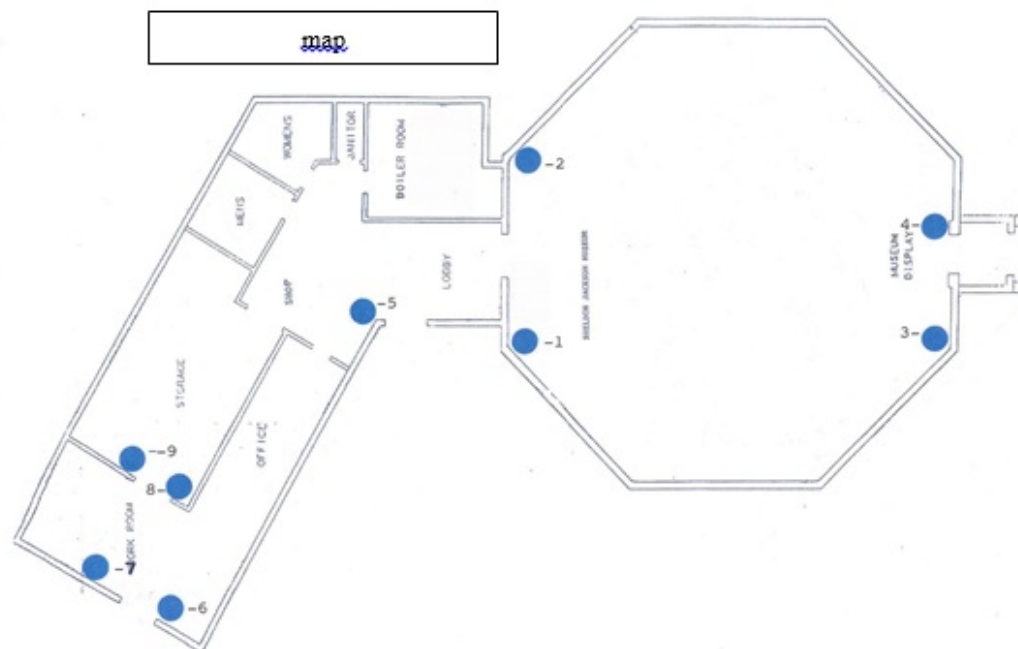 map
WOMENS
JANITOR
BOILER ROOM
-2
MENS
4-
MUSEUM
DISPLAY
LOBBY
SHELDON JACKSON MUSEUM
SHOP
-5
-1
3-
STORAGE
OFFICE
-9
8-
WORK ROOM
-7
-6